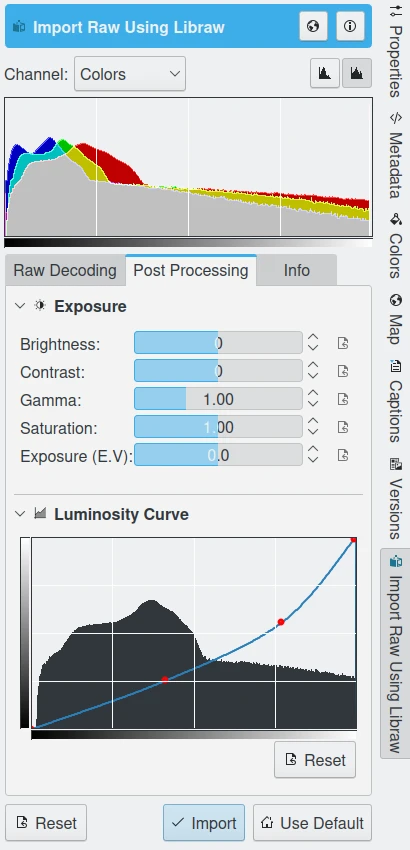 Import Raw Using Libraw
Channel: Colors
Raw Decoding
Post Processing
Info
Exposure
Brightness: 0
Contrast: 0
Gamma: 1.00
Saturation: 1.00
Exposure (E.V): 0.0
Luminosity Curve
Reset
Reset
Import
Use Default
Properties
Metadata
Colors
Map
Captions
Versions
Import Raw Using Libraw